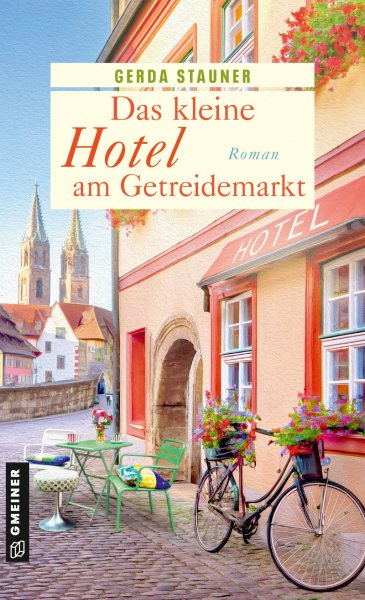 GERDA STAUNER
Das kleine
Hotel
Roman
am Getreidemarkt
HOTEL
GMEINER